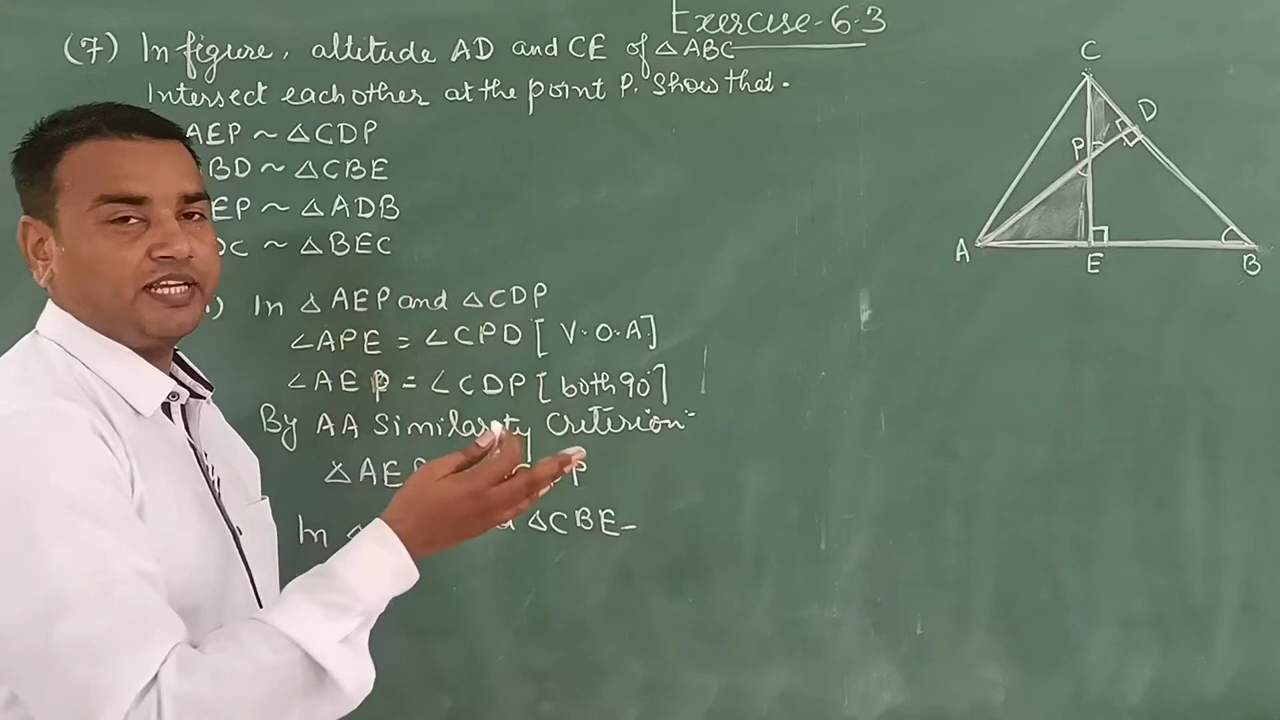 Exercise-6.3
(7) In figure, altitude AD and CE of △ABC
Intersect each other at the point P. Show that.
AEP ~ △CDP
BD ~ △CBE
EP ~ △ADB
DC ~ △BEC
) In △AEP and △CDP
∠APE = ∠CPD [V.O.A]
∠AEP = ∠CDP [both 90°]
By AA Similarity Criterion-
△AEP
P
In △
△CBE-
C
D
P
A
E
B